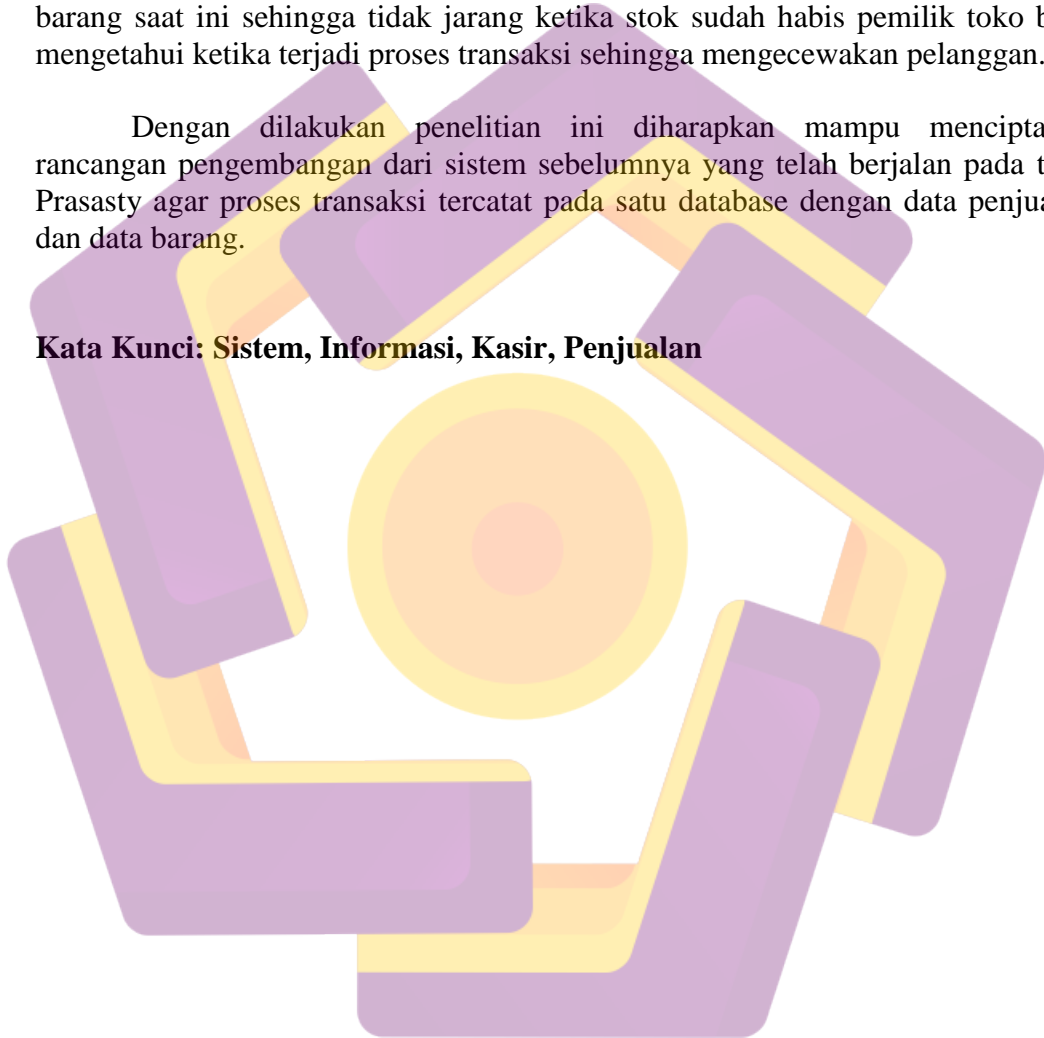 barang saat ini sehingga tidak jarang ketika stok sudah habis pemilik toko b
mengetahui ketika terjadi proses transaksi sehingga mengecewakan pelanggan.
Dengan dilakukan penelitian ini diharapkan mampu mencipta
rancangan pengembangan dari sistem sebelumnya yang telah berjalan pada t
Prasasty agar proses transaksi tercatat pada satu database dengan data penjua
dan data barang.
Kata Kunci: Sistem, Informasi, Kasir, Penjualan